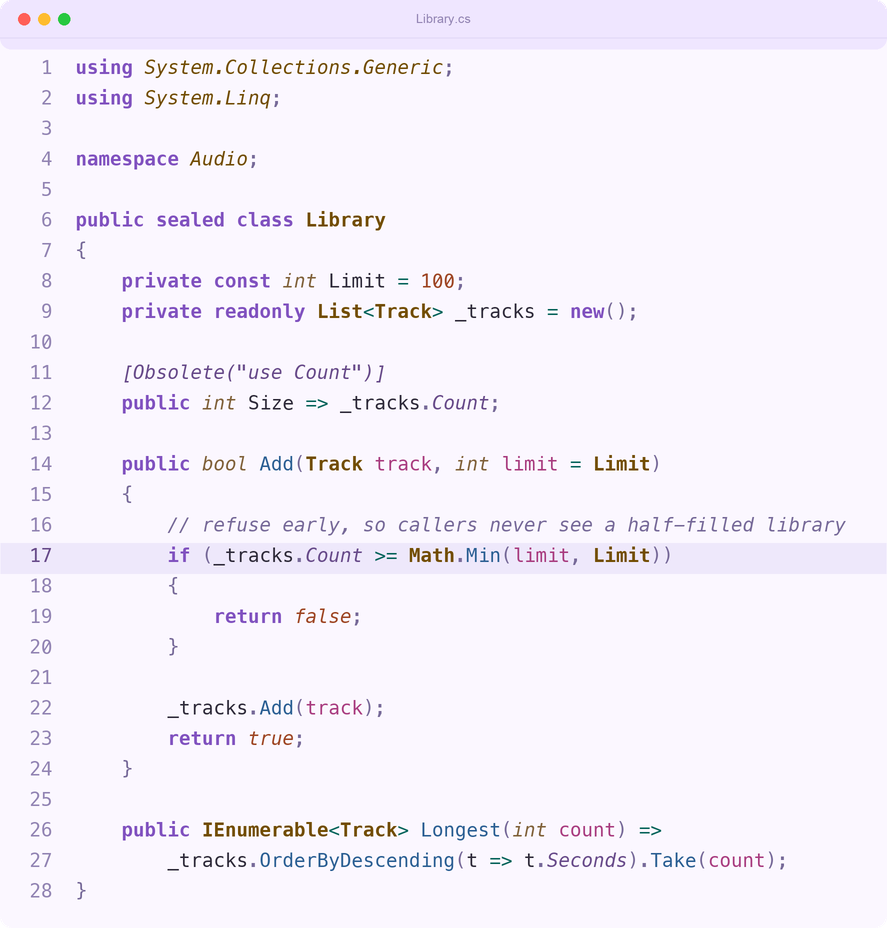 Library.cs
1 using System.Collections.Generic;
2 using System.Linq;
3
4 namespace Audio;
5
6 public sealed class Library
7 {
8     private const int Limit = 100;
9     private readonly List<Track> _tracks = new();
10
11     [Obsolete("use Count")]
12     public int Size => _tracks.Count;
13
14     public bool Add(Track track, int limit = Limit)
15     {
16         // refuse early, so callers never see a half-filled library
17         if (_tracks.Count >= Math.Min(limit, Limit))
18         {
19             return false;
20         }
21
22         _tracks.Add(track);
23         return true;
24     }
25
26     public IEnumerable<Track> Longest(int count) =>
27         _tracks.OrderByDescending(t => t.Seconds).Take(count);
28 }